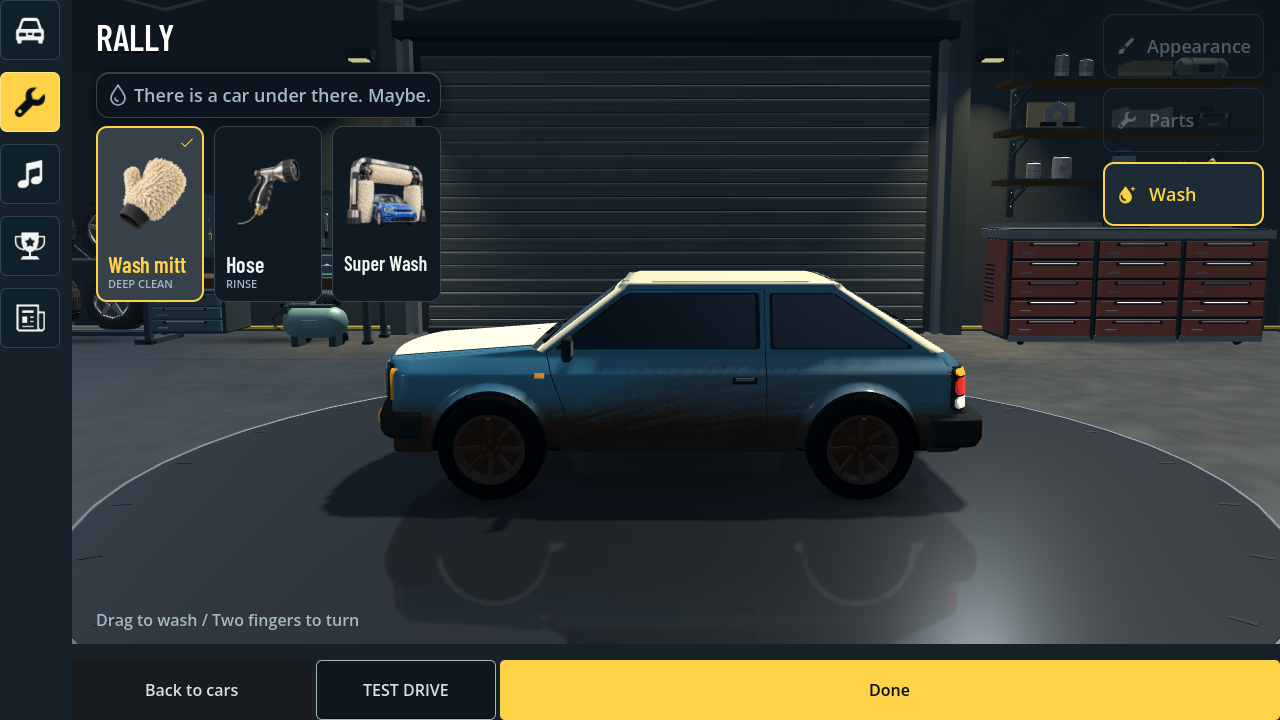 RALLY
There is a car under there. Maybe.
Wash mitt
DEEP CLEAN
Hose
RINSE
Super Wash
Appearance
Parts
Wash
Drag to wash / Two fingers to turn
Back to cars
TEST DRIVE
Done